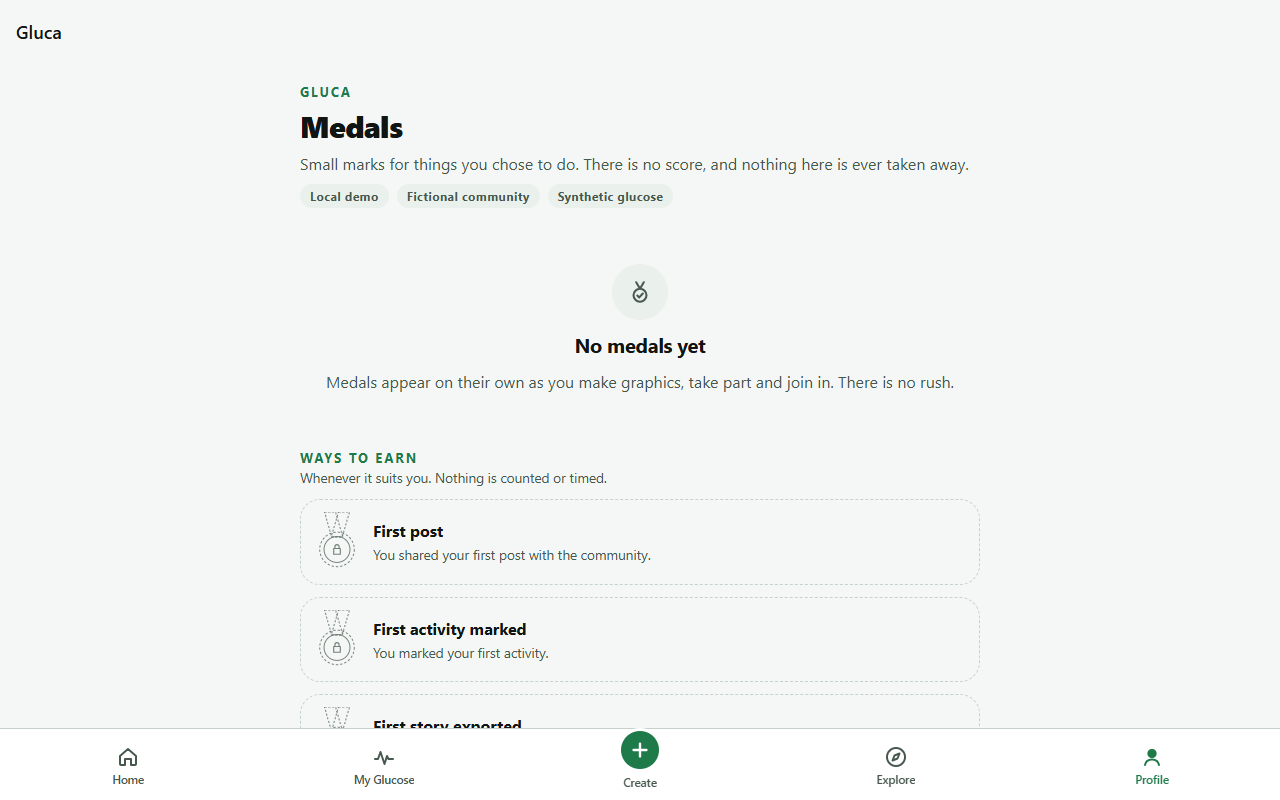 Gluca
GLUCA
Medals
Small marks for things you chose to do. There is no score, and nothing here is ever taken away.
Local demo
Fictional community
Synthetic glucose
No medals yet
Medals appear on their own as you make graphics, take part and join in. There is no rush.
WAYS TO EARN
Whenever it suits you. Nothing is counted or timed.
First post
You shared your first post with the community.
First activity marked
You marked your first activity.
First story exported
Home
My Glucose
Create
Explore
Profile